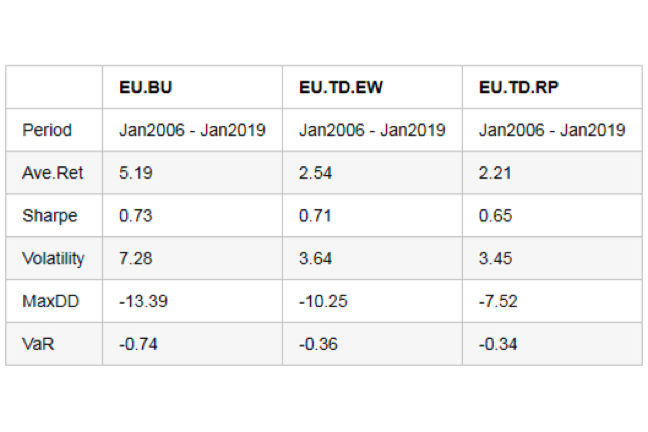 EU.BU EU.TD.EW EU.TD.RP
Period Jan2006 - Jan2019 Jan2006 - Jan2019 Jan2006 - Jan2019
Ave.Ret 5.19 2.54 2.21
Sharpe 0.73 0.71 0.65
Volatility 7.28 3.64 3.45
MaxDD -13.39 -10.25 -7.52
VaR -0.74 -0.36 -0.34